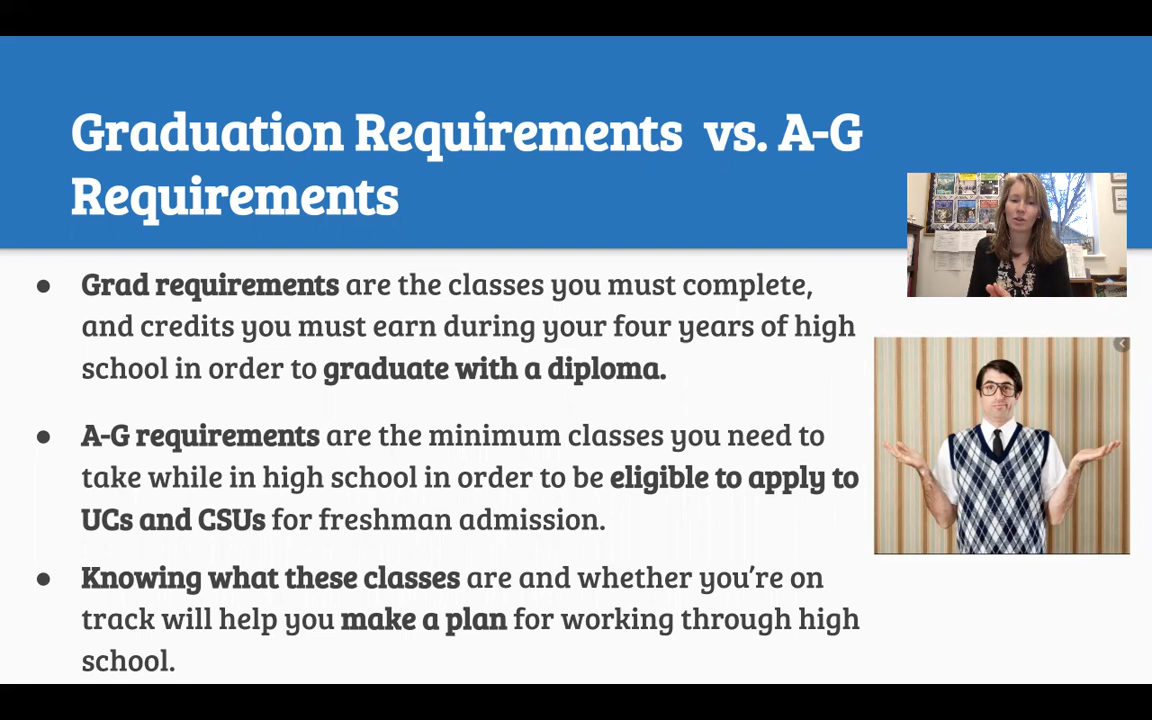 Graduation Requirements vs. A-G
Requirements
● Grad requirements are the classes you must complete,
and credits you must earn during your four years of high
school in order to graduate with a diploma.
● A-G requirements are the minimum classes you need to
take while in high school in order to be eligible to apply to
UCs and CSUs for freshman admission.
● Knowing what these classes are and whether you're on
track will help you make a plan for working through high
school.